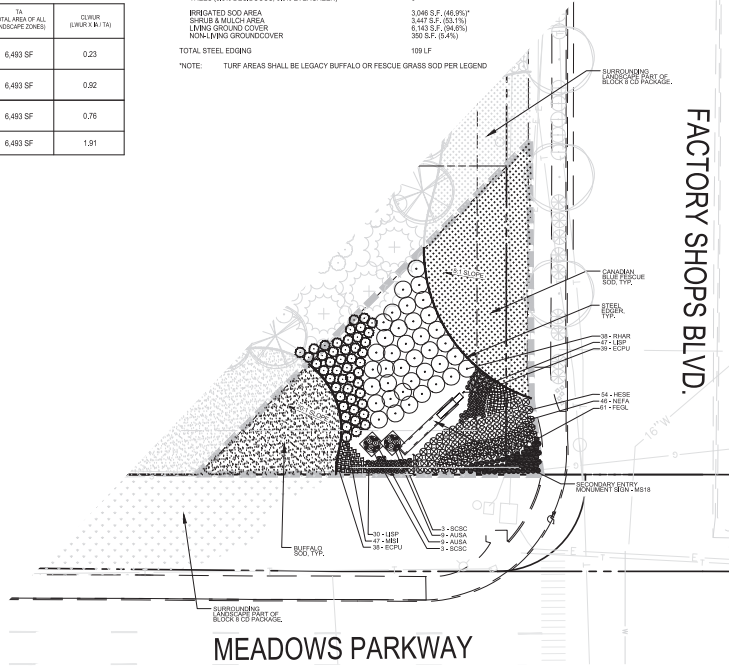 TA
TOTAL AREA OF ALL
LANDSCAPE ZONES)
CLWUR
(LWUR X IA / TA)
6,493 SF
0.23
6,493 SF
0.92
6,493 SF
0.76
6,493 SF
1.91
IRRIGATED SOD AREA 3,046 S.F. (46.9%)*
SHRUB & MULCH AREA 3,447 S.F. (53.1%)
LIVING GROUND COVER 6,143 S.F. (94.6%)
NON-LIVING GROUNDCOVER 350 S.F. (5.4%)
TOTAL STEEL EDGING 109 LF
*NOTE: TURF AREAS SHALL BE LEGACY BUFFALO OR FESCUE GRASS SOD PER LEGEND
SURROUNDING
LANDSCAPE PART OF
BLOCK 8 CD PACKAGE.
FACTORY SHOPS BLVD.
SLOPE
CANADIAN
BLUE FESCUE
SOD, TYP.
STEEL
EDGER,
TYP.
38 - RHAR
47 - LISP
39 - ECPU
54 - HESE
46 - NEFA
61 - FEGL
16" W
SLOPE
SECONDARY ENTRY
MONUMENT SIGN - MS18
30 - LISP
47 - MISI
38 - ECPU
3 - SCSC
9 - AUSA
9 - AUSA
3 - SCSC
BUFFALO
SOD, TYP.
SURROUNDING
LANDSCAPE PART OF
BLOCK 8 CD PACKAGE.
MEADOWS PARKWAY